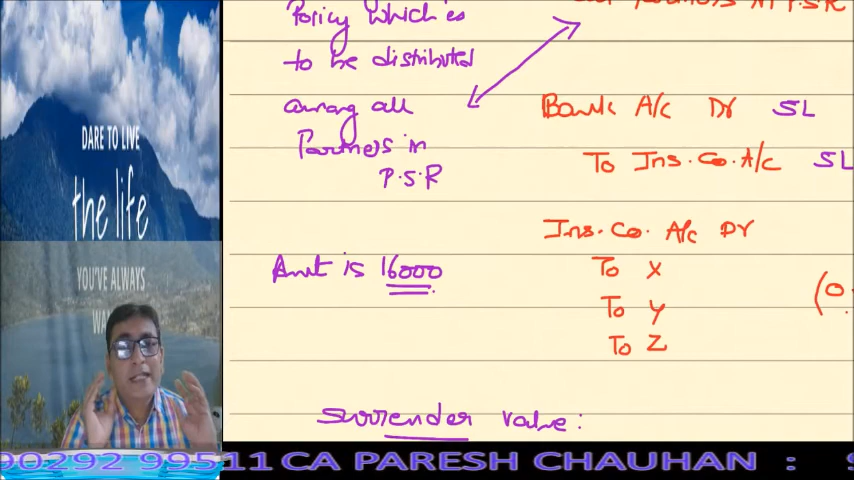 DARE TO LIVE
the life
YOU'VE ALWAYS
Policy which is
to be distributed
among all
Partners in
P.S.R
Amt is 16000
Bank A/c Dr SL
To Ins. Co. A/c SL
Ins. Co. A/c Dr
To X
To Y
To Z
Surrender value:
90292 99511 CA PARESH CHAUHAN :